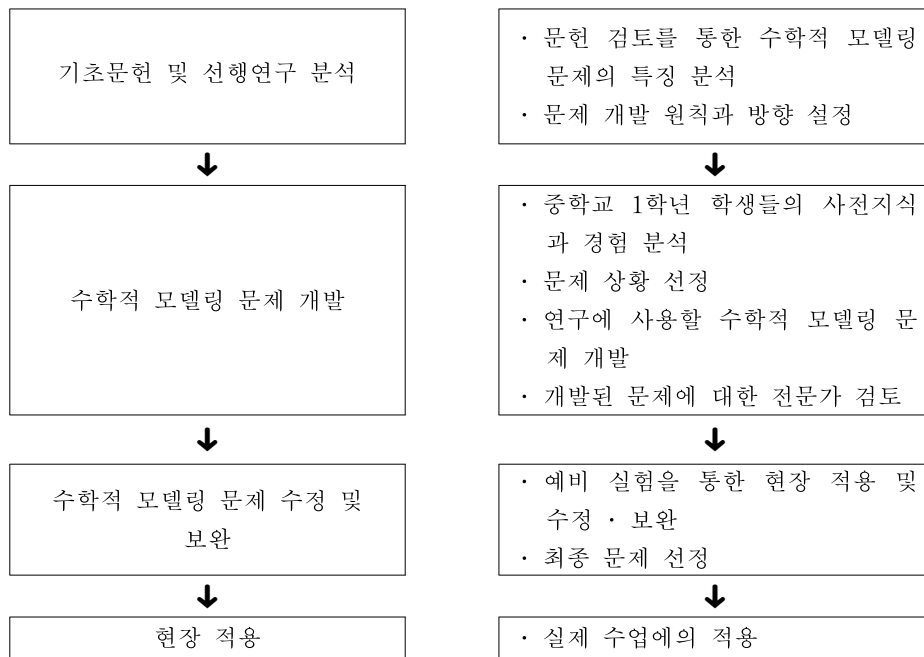 기초문헌 및 선행연구 분석
· 문헌 검토를 통한 수학적 모델링
문제의 특징 분석
· 문제 개발 원칙과 방향 설정
수학적 모델링 문제 개발
· 중학교 1학년 학생들의 사전지식
과 경험 분석
· 문제 상황 선정
· 연구에 사용할 수학적 모델링 문
제 개발
· 개발된 문제에 대한 전문가 검토
수학적 모델링 문제 수정 및
보완
· 예비 실험을 통한 현장 적용 및
수정 · 보완
· 최종 문제 선정
현장 적용
· 실제 수업에의 적용